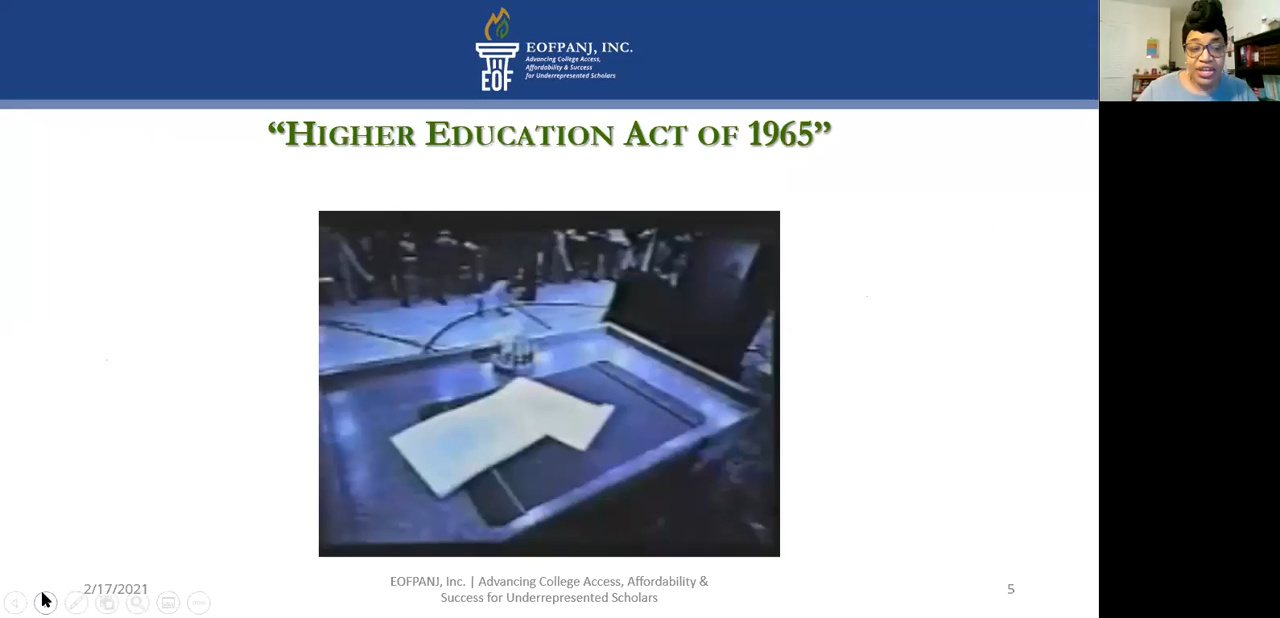 EOFPANJ, INC.
Advancing College Access,
Affordability & Success
for Underrepresented Scholars
EOF
“HIGHER EDUCATION ACT OF 1965”
2/17/2021
EOFPANJ, Inc. | Advancing College Access, Affordability &
Success for Underrepresented Scholars
5